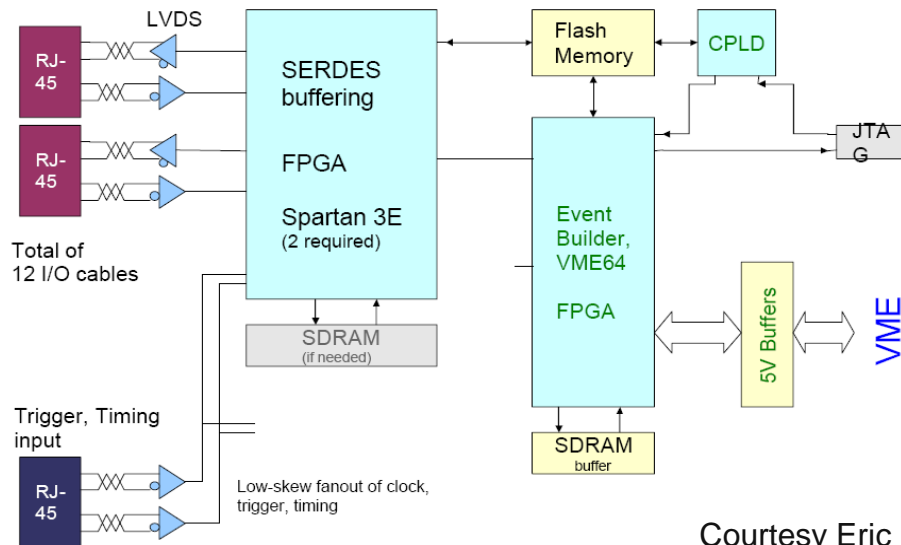 LVDS
RJ-
45
RJ-
45
Total of
12 I/O cables
SERDES
buffering
FPGA
Spartan 3E
(2 required)
SDRAM
(if needed)
Flash
Memory
CPLD
JTA
G
Event
Builder,
VME64
FPGA
5V Buffers
VME
SDRAM
buffer
Trigger, Timing
input
RJ-
45
Low-skew fanout of clock,
trigger, timing
Courtesy Eric